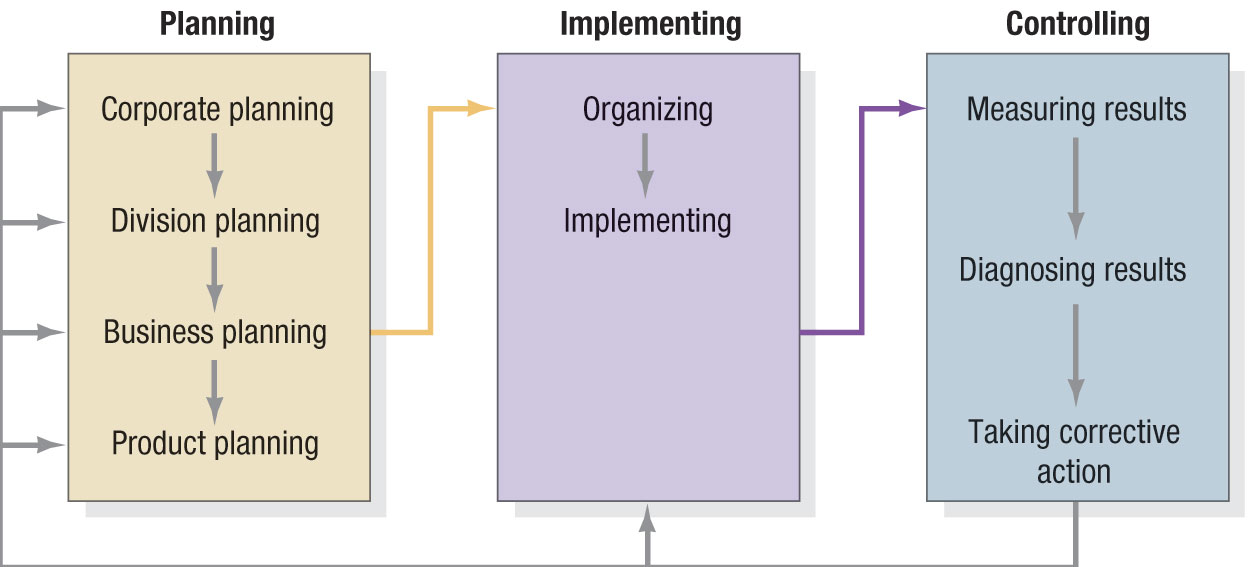 Planning
Corporate planning
Division planning
Business planning
Product planning
Implementing
Organizing
Implementing
Controlling
Measuring results
Diagnosing results
Taking corrective
action